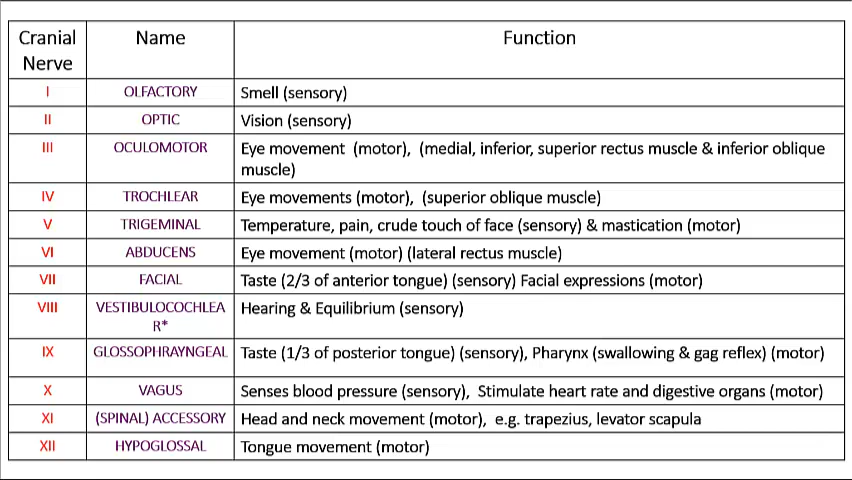 Cranial Nerve Name Function
I OLFACTORY Smell (sensory)
II OPTIC Vision (sensory)
III OCULOMOTOR Eye movement (motor), (medial, inferior, superior rectus muscle & inferior oblique
muscle)
IV TROCHLEAR Eye movements (motor), (superior oblique muscle)
V TRIGEMINAL Temperature, pain, crude touch of face (sensory) & mastication (motor)
VI ABDUCENS Eye movement (motor) (lateral rectus muscle)
VII FACIAL Taste (2/3 of anterior tongue) (sensory) Facial expressions (motor)
VIII VESTIBULOCOCHLEA
R* Hearing & Equilibrium (sensory)
IX GLOSSOPHRAYNGEAL Taste (1/3 of posterior tongue) (sensory), Pharynx (swallowing & gag reflex) (motor)
X VAGUS Senses blood pressure (sensory), Stimulate heart rate and digestive organs (motor)
XI (SPINAL) ACCESSORY Head and neck movement (motor), e.g. trapezius, levator scapula
XII HYPOGLOSSAL Tongue movement (motor)